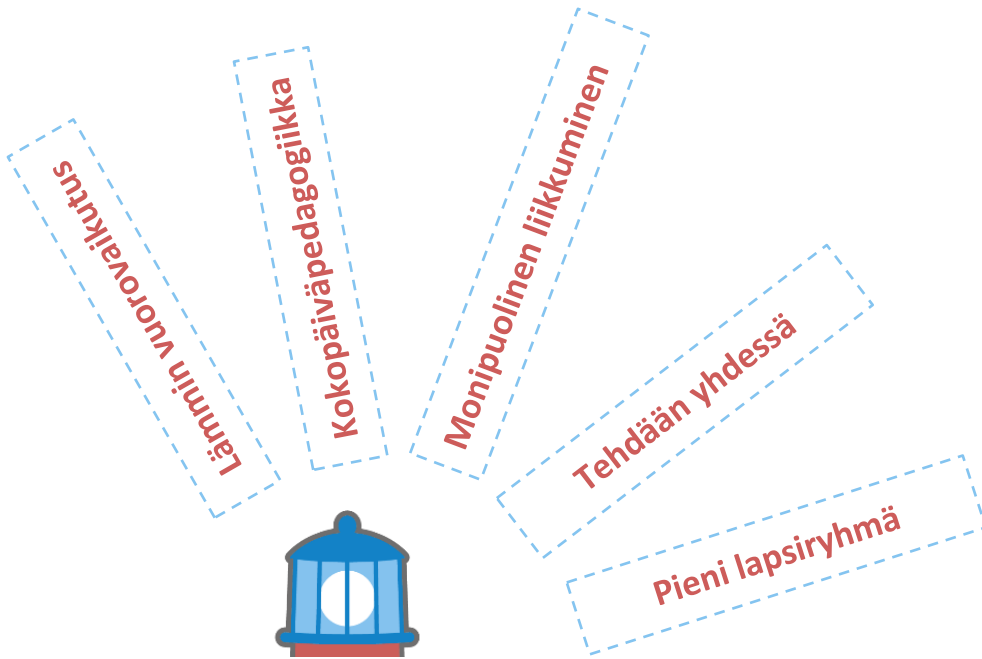 Lämmin vuorovaikutus
Kokopäiväpedagogiikka
Monipuolinen liikkuminen
Tehdään yhdessä
Pieni lapsiryhmä